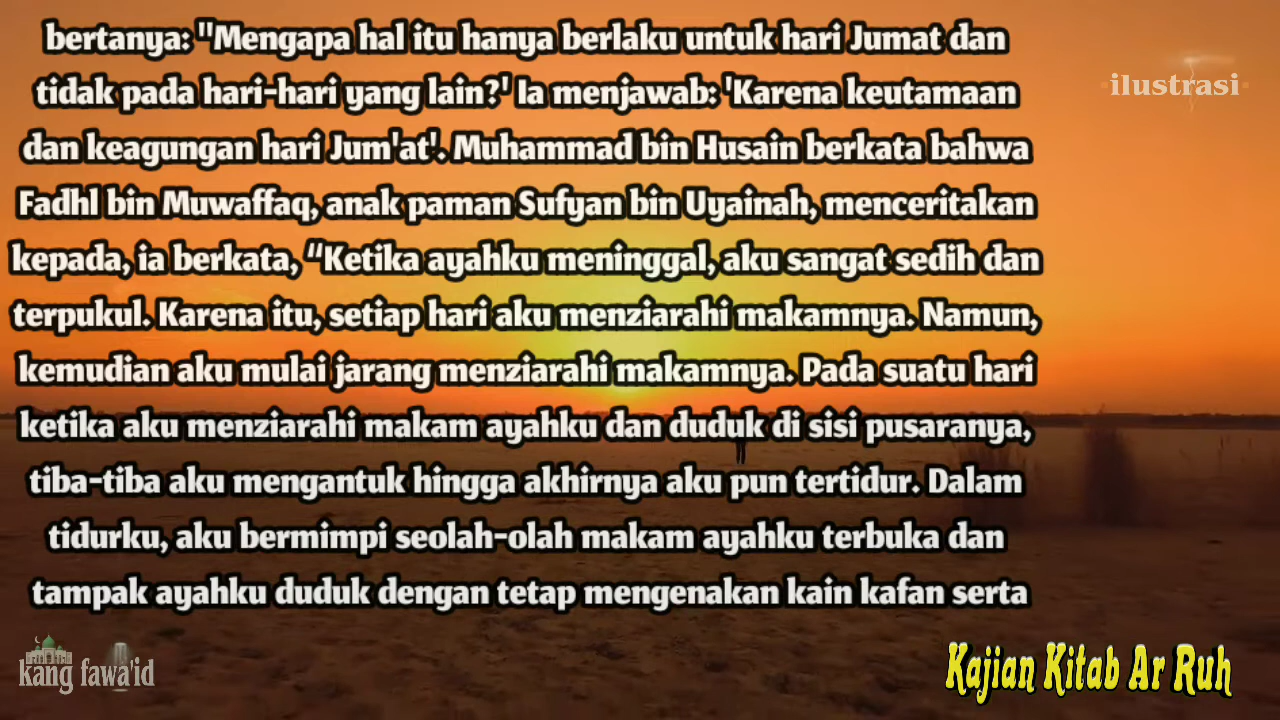 bertanya: "Mengapa hal itu hanya berlaku untuk hari Jumat dan
tidak pada hari-hari yang lain?' Ia menjawab: 'Karena keutamaan
dan keagungan hari Jum'at'. Muhammad bin Husain berkata bahwa
Fadhl bin Muwaffaq, anak paman Sufyan bin Uyainah, menceritakan
kepada, ia berkata, “Ketika ayahku meninggal, aku sangat sedih dan
terpukul. Karena itu, setiap hari aku menziarahi makamnya. Namun,
kemudian aku mulai jarang menziarahi makamnya. Pada suatu hari
ketika aku menziarahi makam ayahku dan duduk di sisi pusaranya,
tiba-tiba aku mengantuk hingga akhirnya aku pun tertidur. Dalam
tidurku, aku bermimpi seolah-olah makam ayahku terbuka dan
tampak ayahku duduk dengan tetap mengenakan kain kafan serta
ilustrasi
kang fawa'id
Kajian Kitab Ar Ruh